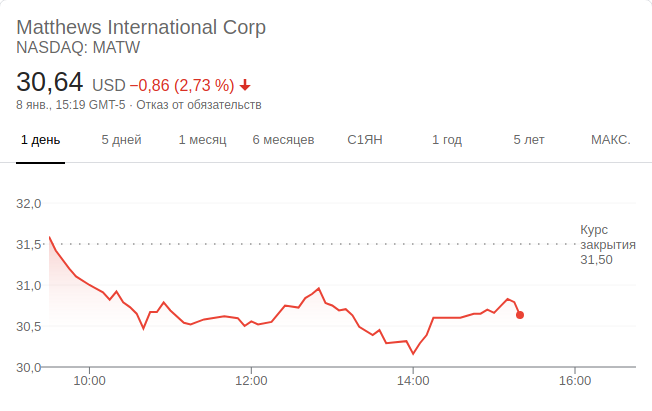 Matthews International Corp
NASDAQ: MATW
30,64 USD −0,86 (2,73 %)
8 янв., 15:19 GMT-5 · Отказ от обязательств
1 день 5 дней 1 месяц 6 месяцев С1ЯН 1 год 5 лет МАКС.
32,0
Курс
31,5 закрытия
31,50
31,0
30,5
30,0
10:00 12:00 14:00 16:00